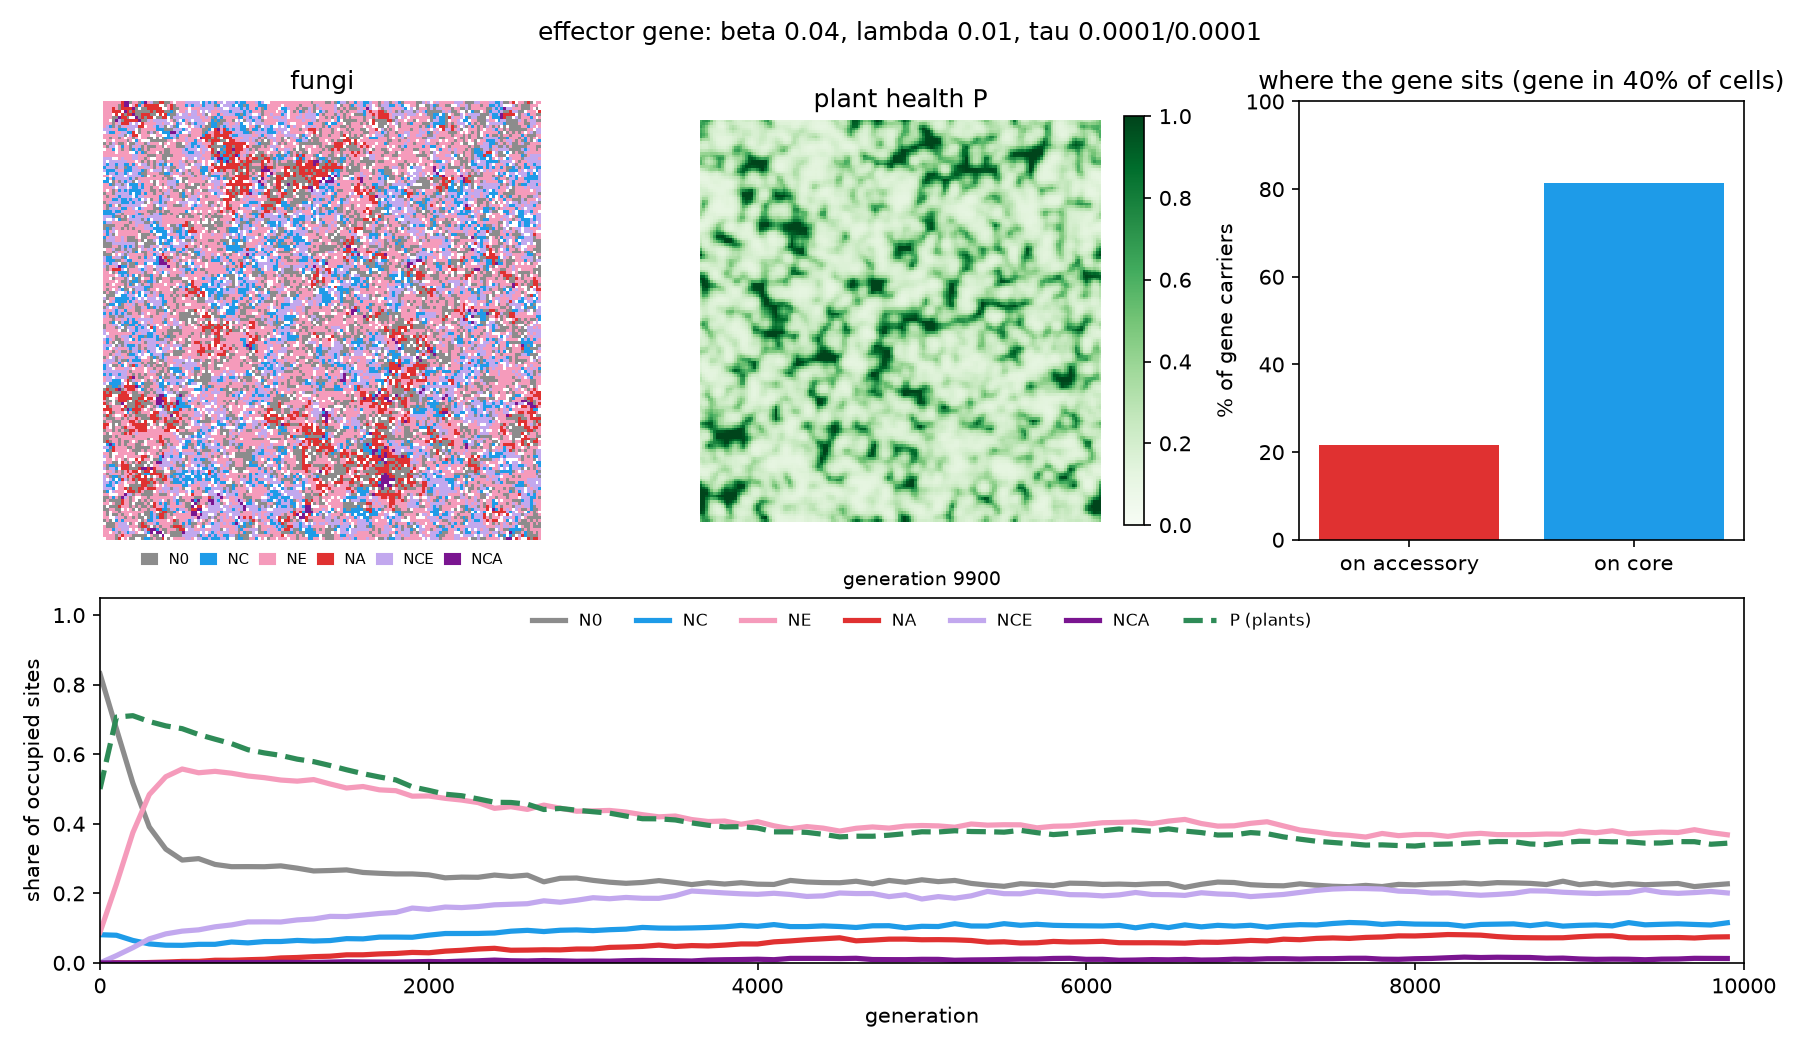 effector gene: beta 0.04, lambda 0.01, tau 0.0001/0.0001
fungi
N0 NC NE NA NCE NCA
plant health P
1.0
0.8
0.6
0.4
0.2
0.0
where the gene sits (gene in 40% of cells)
% of gene carriers
100
80
60
40
20
0
on accessory on core
generation 9900
N0 NC NE NA NCE NCA P (plants)
share of occupied sites
1.0
0.8
0.6
0.4
0.2
0.0
0 2000 4000 6000 8000 10000
generation